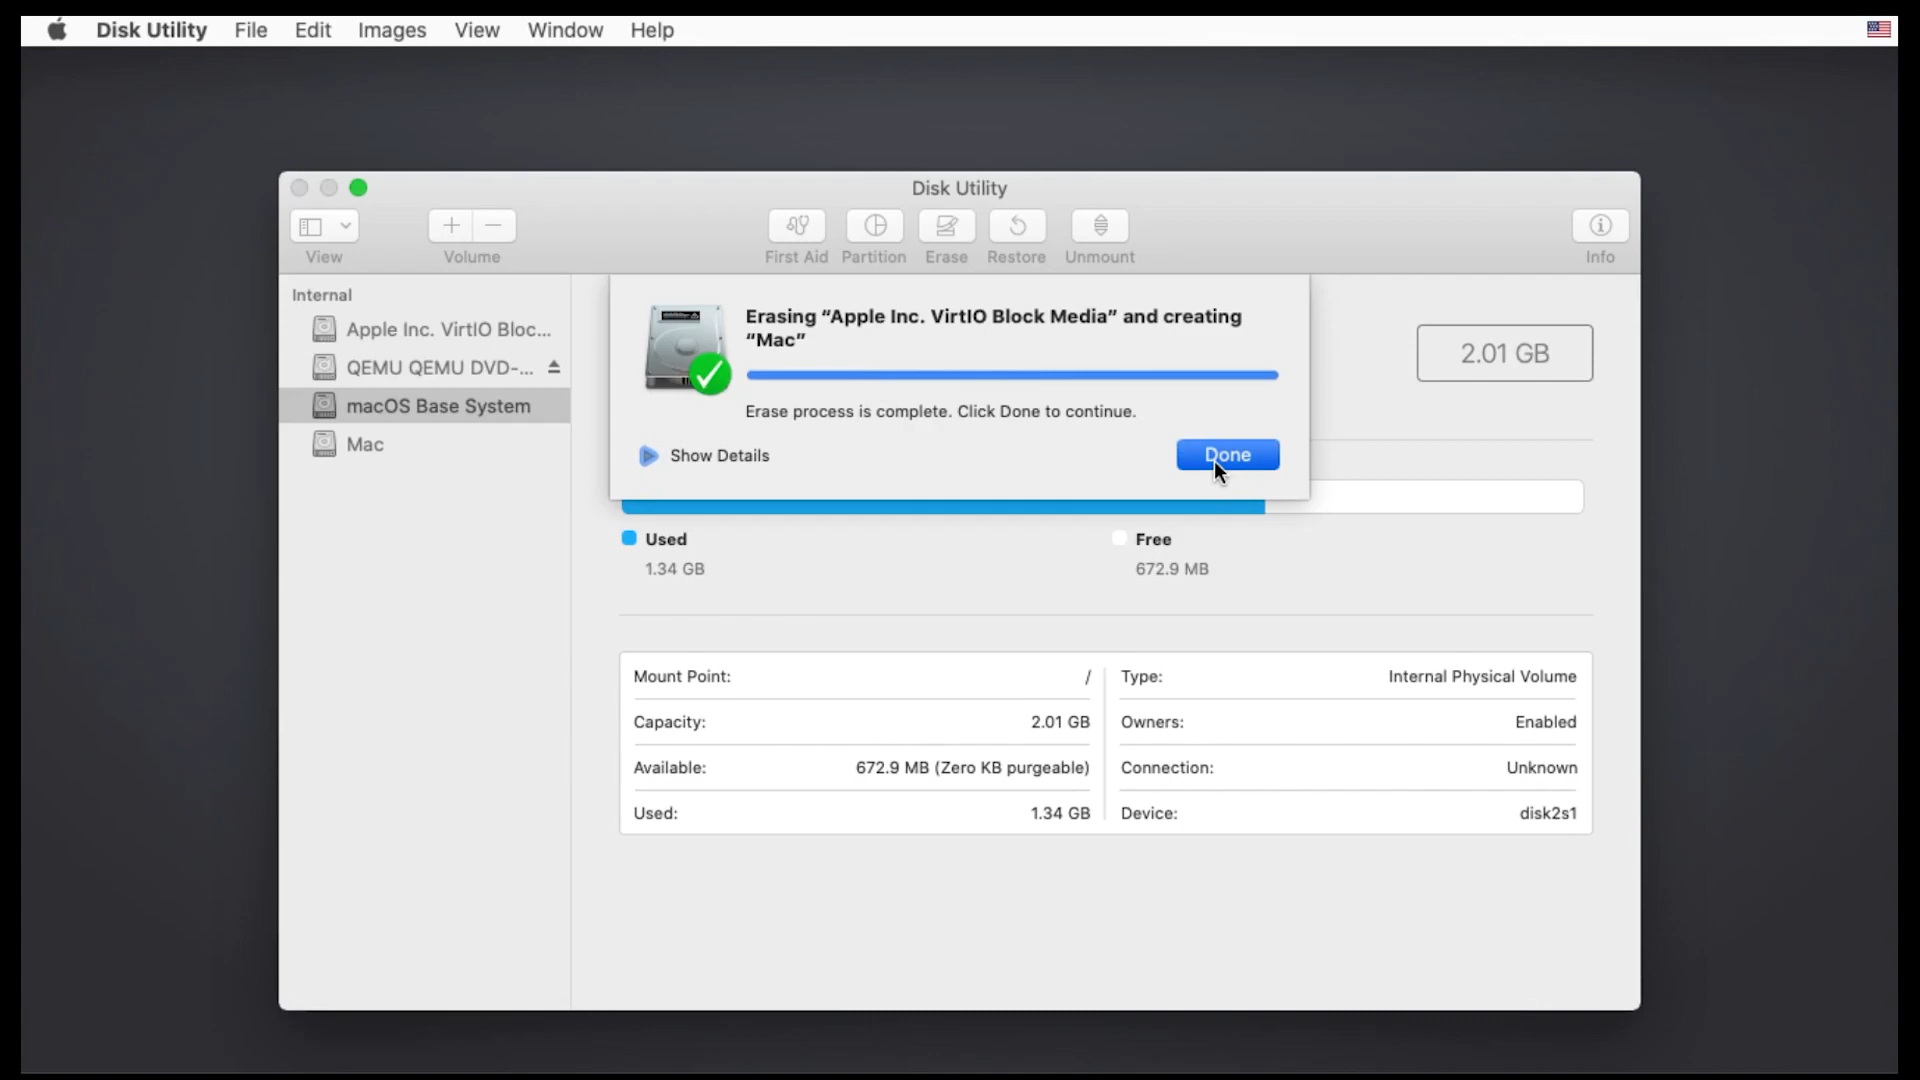 Disk Utility File Edit Images View Window Help
Disk Utility
View Volume First Aid Partition Erase Restore Unmount Info
Internal
Apple Inc. VirtIO Bloc...
QEMU QEMU DVD-...
macOS Base System
Mac
Erasing “Apple Inc. VirtIO Block Media” and creating
“Mac”
Erase process is complete. Click Done to continue.
Show Details
Done
2.01 GB
Used
1.34 GB
Free
672.9 MB
Mount Point: /
Capacity: 2.01 GB
Available: 672.9 MB (Zero KB purgeable)
Used: 1.34 GB
Type: Internal Physical Volume
Owners: Enabled
Connection: Unknown
Device: disk2s1